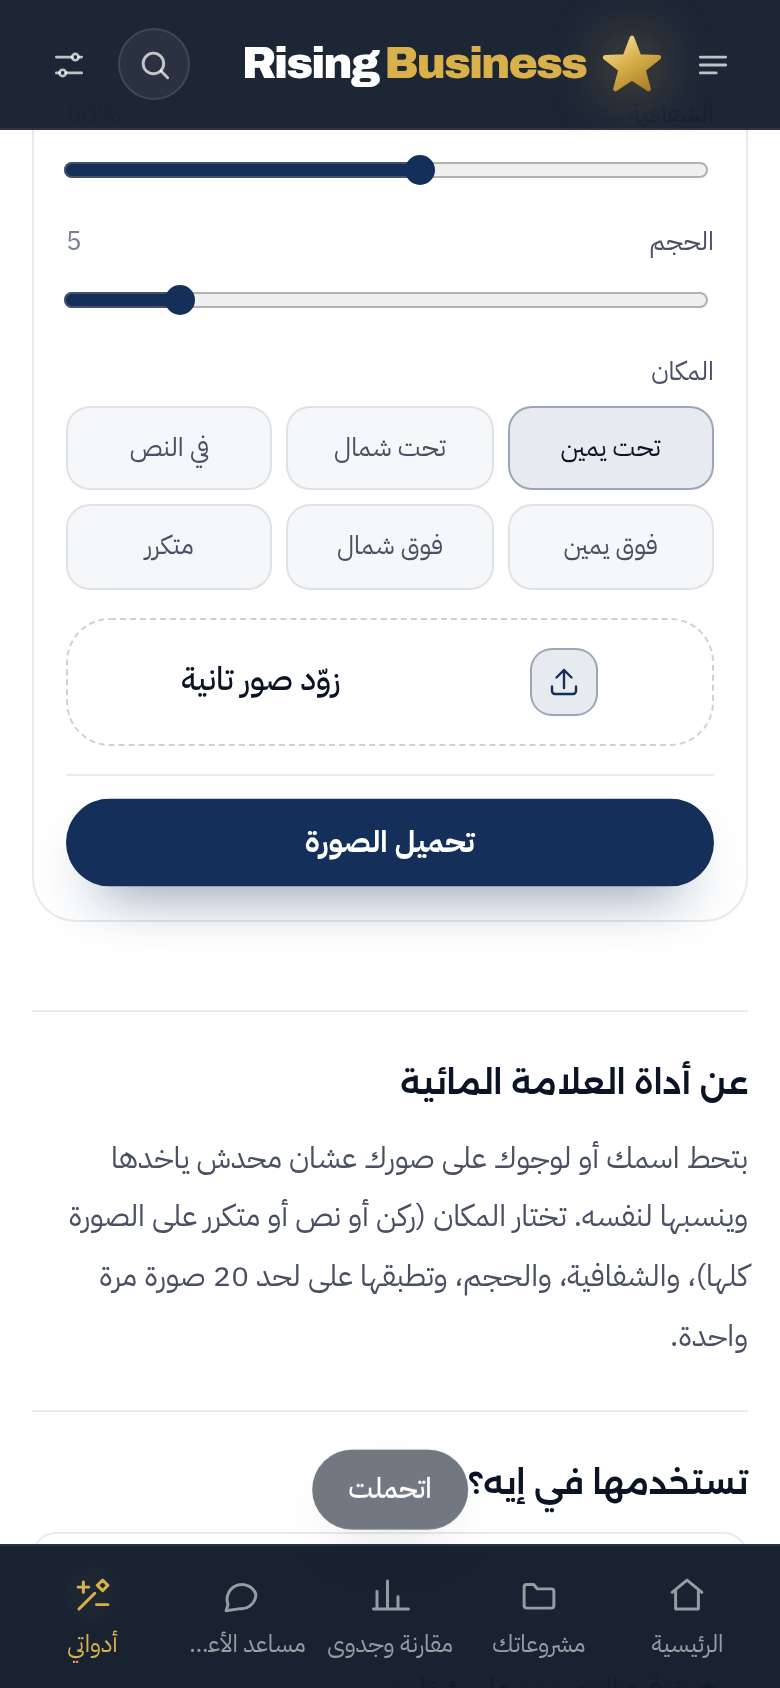 Rising Business
الشفافية
الحجم 5
المكان
تحت يمين تحت شمال في النص
فوق يمين فوق شمال متكرر
زوّد صور تانية
تحميل الصورة
عن أداة العلامة المائية
بتحط اسمك أو لوجوك على صورك عشان محدش ياخدها
وينسبها لنفسه. تختار المكان (ركن أو نص أو متكرر على الصورة
كلها)، والشفافية، والحجم، وتطبقها على لحد 20 صورة مرة
واحدة.
تستخدمها في إيه؟
اتحملت
الرئيسية مشروعاتك مقارنة وجدوى مساعد الأعـ... أدواتي